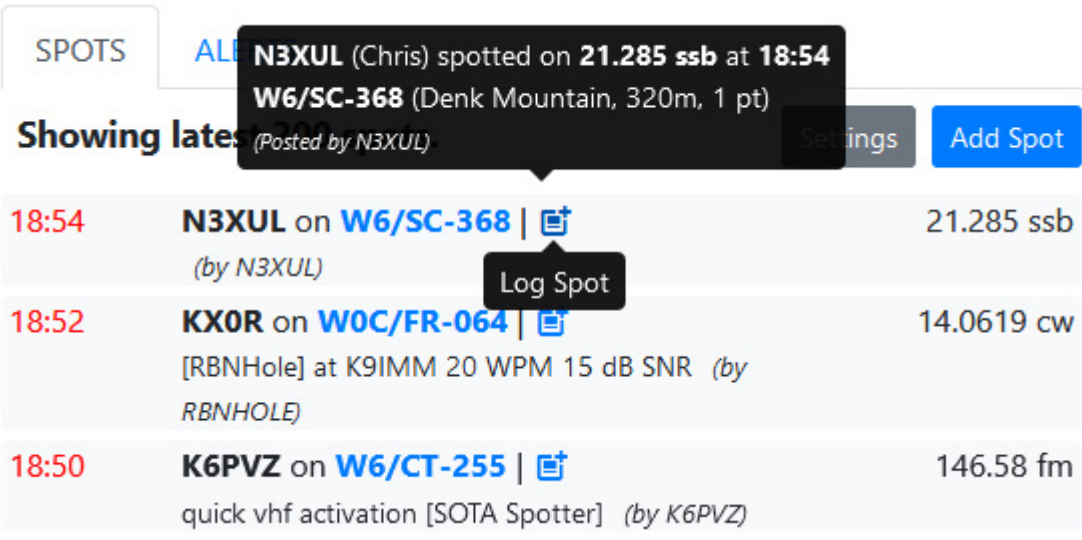 SPOTS
N3XUL (Chris) spotted on 21.285 ssb at 18:54
W6/SC-368 (Denk Mountain, 320m, 1 pt)
(Posted by N3XUL)
Showing latest 200 spots.
Settings
Add Spot
18:54 N3XUL on W6/SC-368 | 21.285 ssb
(by N3XUL)
Log Spot
18:52 KX0R on W0C/FR-064 | 14.0619 cw
[RBNHole] at K9IMM 20 WPM 15 dB SNR (by
RBNHOLE)
18:50 K6PVZ on W6/CT-255 | 146.58 fm
quick vhf activation [SOTA Spotter] (by K6PVZ)